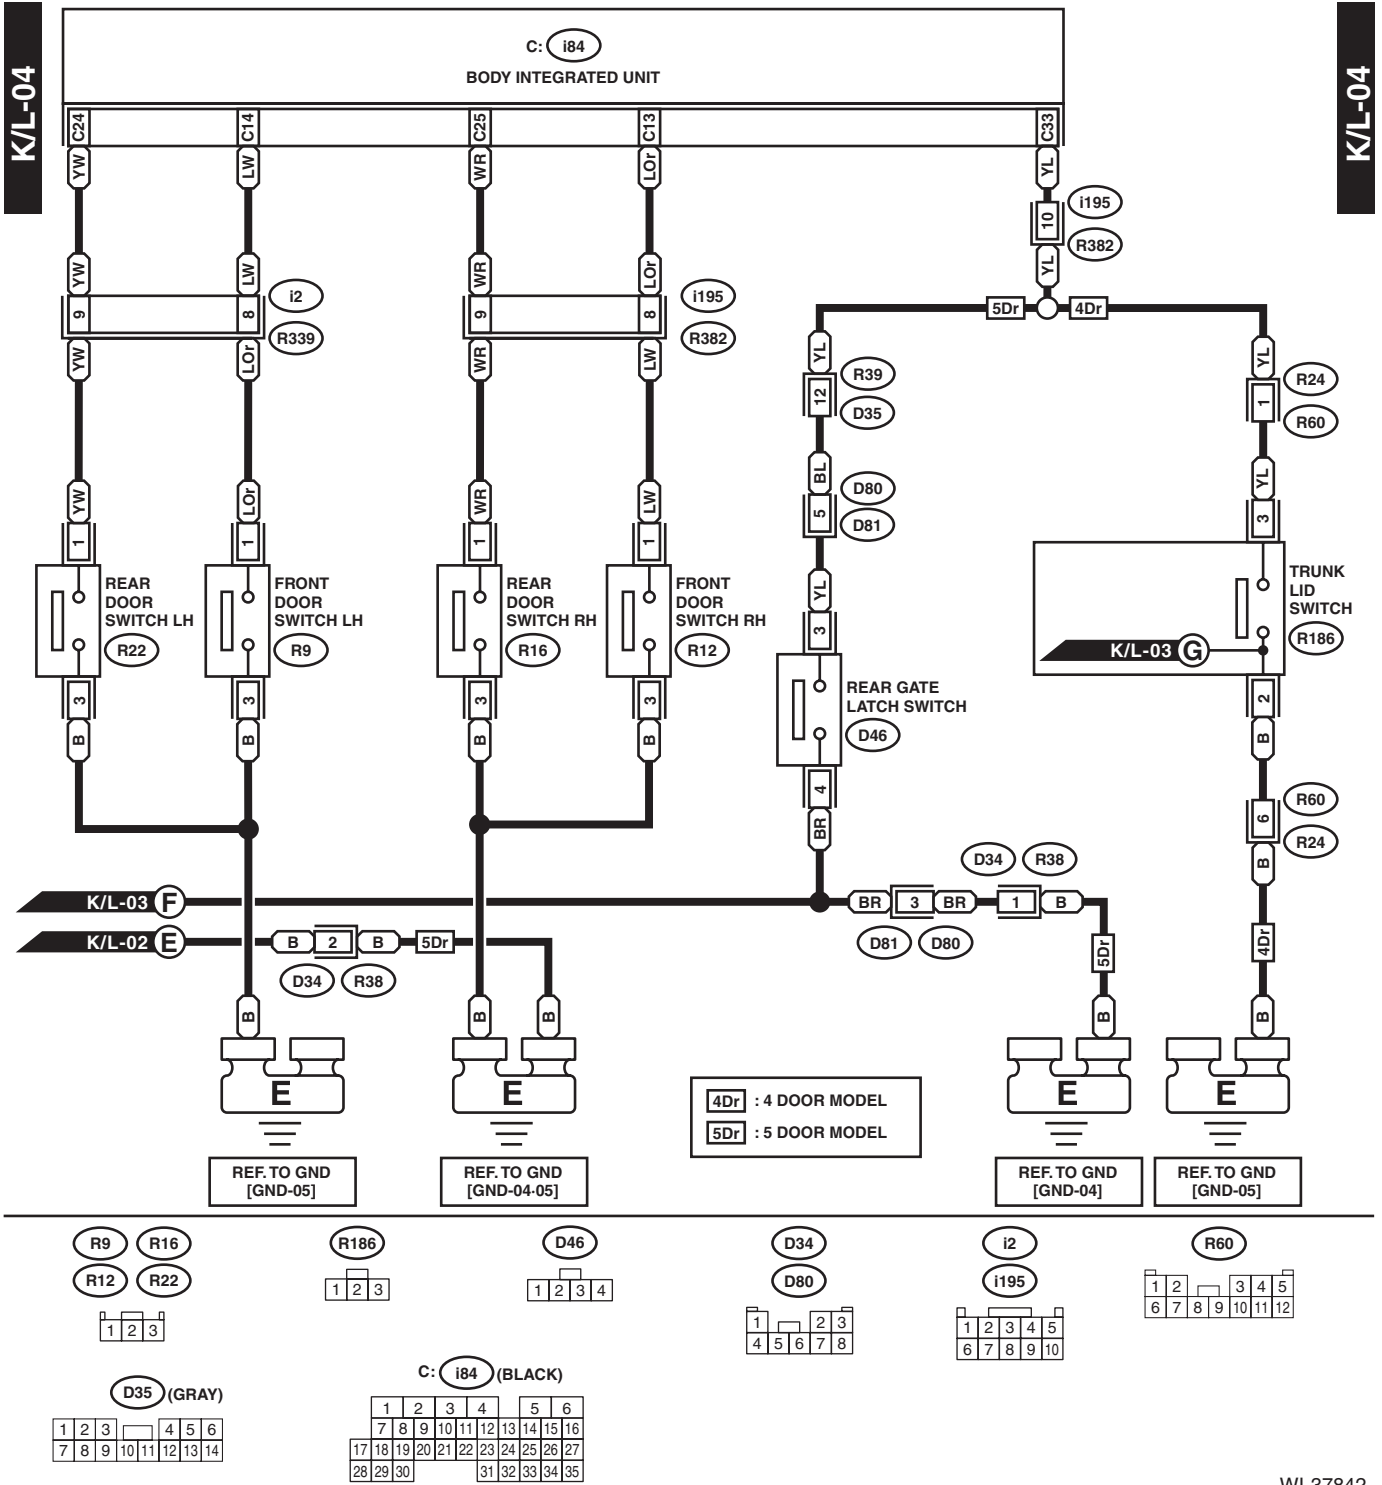 K/L-04
K/L-04
C: i84
BODY INTEGRATED UNIT
C24 C14 C25 C13 C33
YW LW WR LOr YL
10 i195
R382
YL
YW LW WR LOr
9 8 i2 9 8 i195
R339 R382
YW LOr WR LW
5Dr 4Dr
YL YL
12 R39
D35
1 R24
R60
BL YL
5 D80
D81
YW LOr WR LW
1 1 1 1 3
YL
3
REAR
DOOR
SWITCH LH
R22
FRONT
DOOR
SWITCH LH
R9
REAR
DOOR
SWITCH RH
R16
FRONT
DOOR
SWITCH RH
R12
TRUNK
LID
SWITCH
R186
K/L-03 G
REAR GATE
LATCH SWITCH
D46
3 3 3 3 2
B B B B B
4
BR
6 R60
R24
B
D34 R38
K/L-03 F BR 3 BR 1 B
D81 D80
K/L-02 E B 2 B 5Dr
D34 R38
5Dr 4Dr
B B B B B
E E E E
4Dr : 4 DOOR MODEL
5Dr : 5 DOOR MODEL
REF. TO GND
[GND-05]
REF. TO GND
[GND-04·05]
REF. TO GND
[GND-04]
REF. TO GND
[GND-05]
R9 R16
R12 R22
1 2 3
R186
1 2 3
D46
1 2 3 4
D34
D80
1 2 3
4 5 6 7 8
i2
i195
1 2 3 4 5
6 7 8 9 10
R60
1 2 3 4 5
6 7 8 9 10 11 12
D35 (GRAY)
1 2 3 4 5 6
7 8 9 10 11 12 13 14
C: i84 (BLACK)
1 2 3 4 5 6
7 8 9 10 11 12 13 14 15 16
17 18 19 20 21 22 23 24 25 26 27
28 29 30 31 32 33 34 35
WI-37842